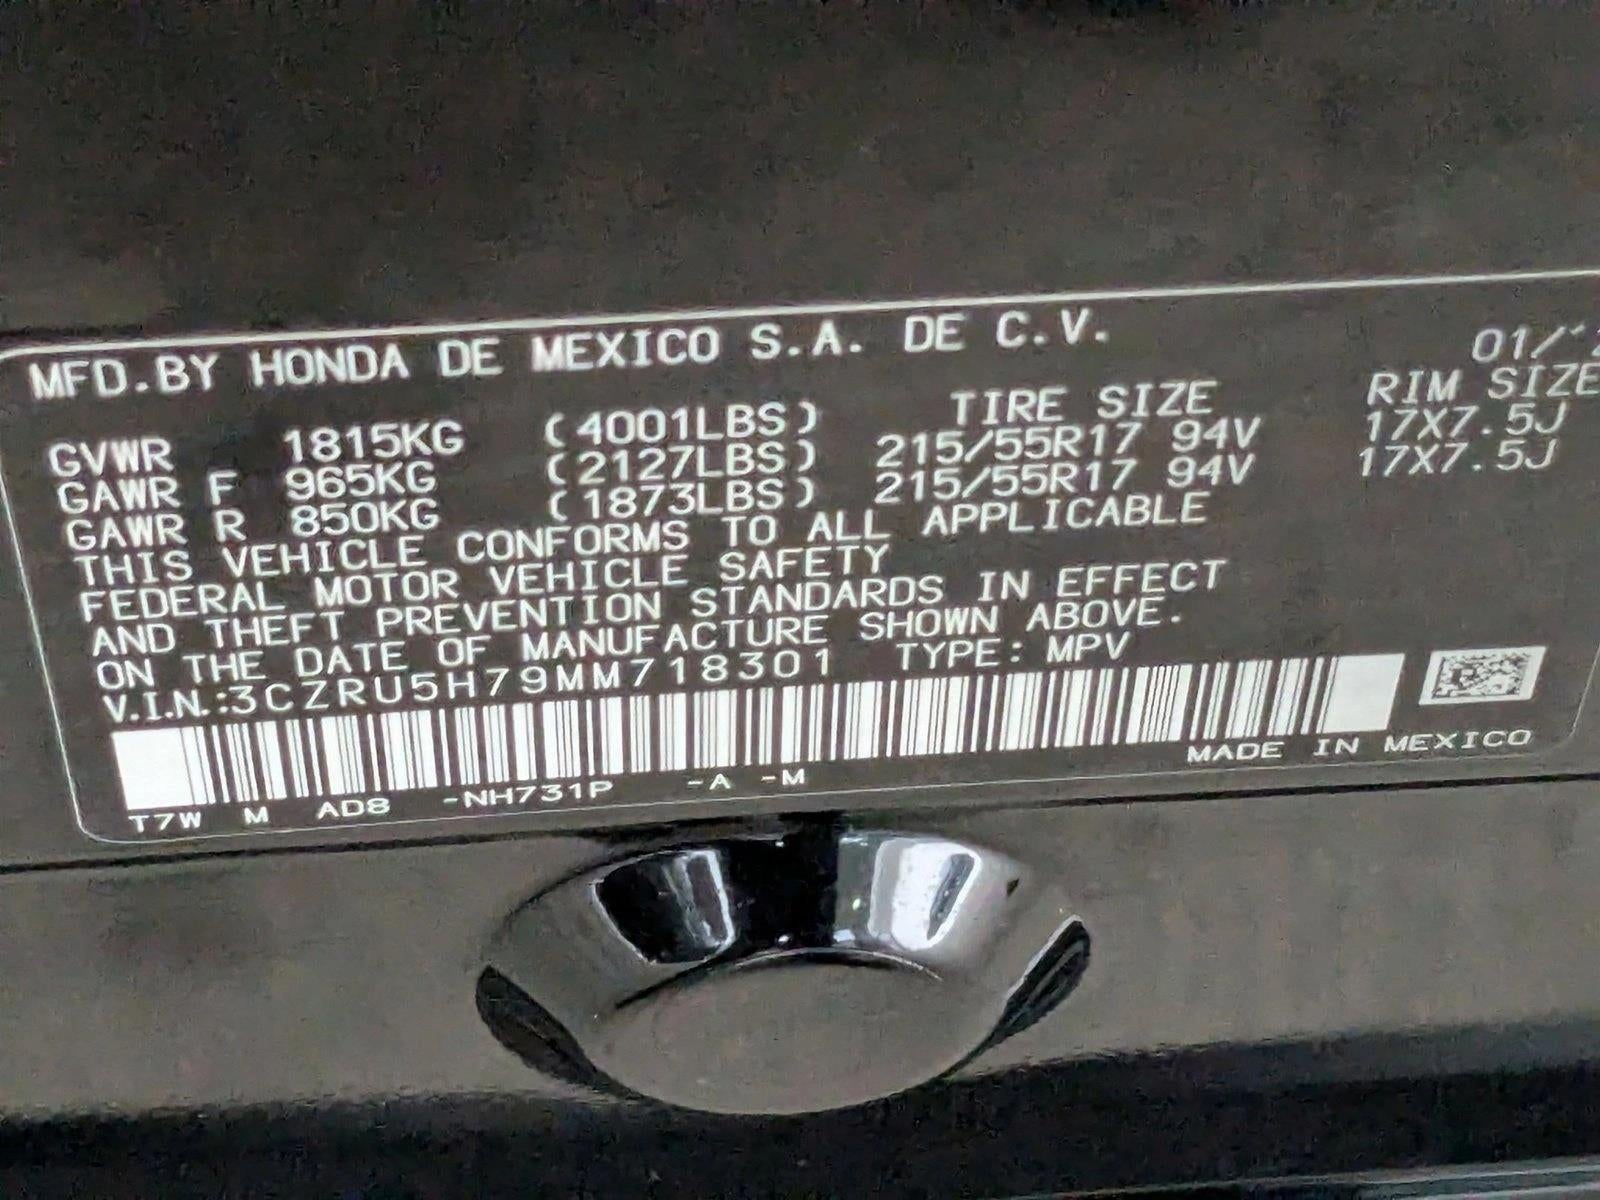 MFD.BY HONDA DE MEXICO S.A. DE C.V.
01/'2
TIRE SIZE RIM SIZE
GVWR 1815KG (4001LBS) 215/55R17 94V 17X7.5J
GAWR F 965KG (2127LBS) 215/55R17 94V 17X7.5J
GAWR R 850KG (1873LBS)
THIS VEHICLE CONFORMS TO ALL APPLICABLE
FEDERAL MOTOR VEHICLE SAFETY
AND THEFT PREVENTION STANDARDS IN EFFECT
ON THE DATE OF MANUFACTURE SHOWN ABOVE.
V.I.N.:3CZRU5H79MM718301 TYPE: MPV
MADE IN MEXICO
T7W M AD8 -NH731P -A -M